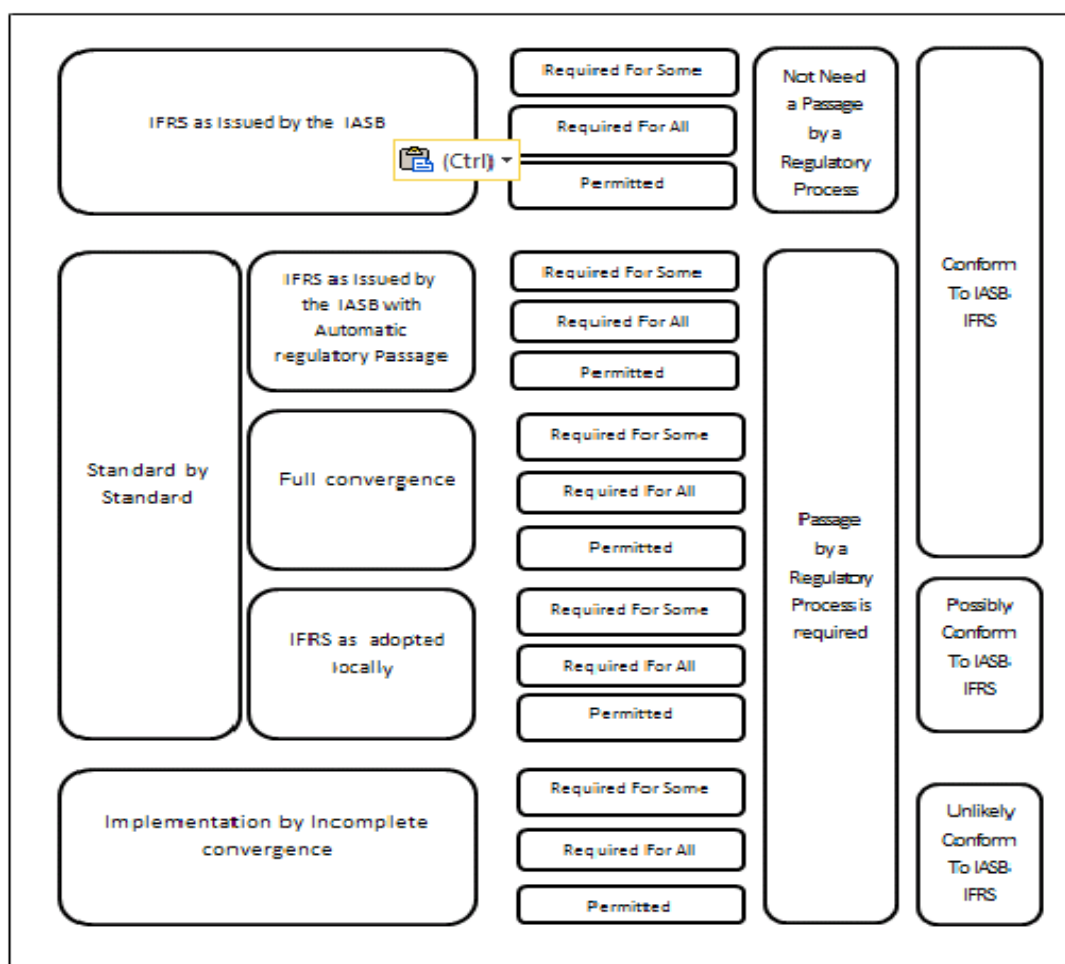 IFRS as Issued by the IASB
(Ctrl)
Required For Some
Required For All
Permitted
Not Need
a Passage
by a
Regulatory
Process
Standard by
Standard
IFRS as Issued by
the IASB with
Automatic
regulatory Passage
Required For Some
Required For All
Permitted
Full convergence
Required For Some
Required For All
Permitted
IFRS as adopted
locally
Required For Some
Required For All
Permitted
Implementation by Incomplete
convergence
Required For Some
Required For All
Permitted
Passage
by a
Regulatory
Process is
required
Conform
To IASB-
IFRS
Possibly
Conform
To IASB-
IFRS
Unlikely
Conform
To IASB-
IFRS